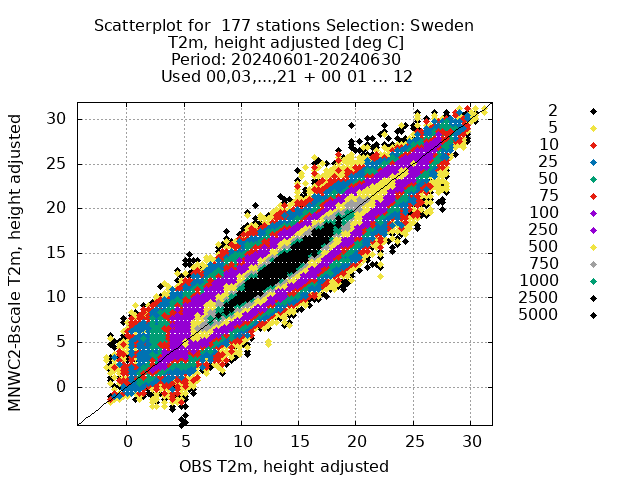 Scatterplot for  177 stations Selection: Sweden
T2m, height adjusted [deg C]
Period: 20240601-20240630
Used 00,03,...,21 + 00 01 ... 12
MNWC2-Bscale T2m, height adjusted
30
25
20
15
10
5
0
0 5 10 15 20 25 30
OBS T2m, height adjusted
2
5
10
25
50
75
100
250
500
750
1000
2500
5000